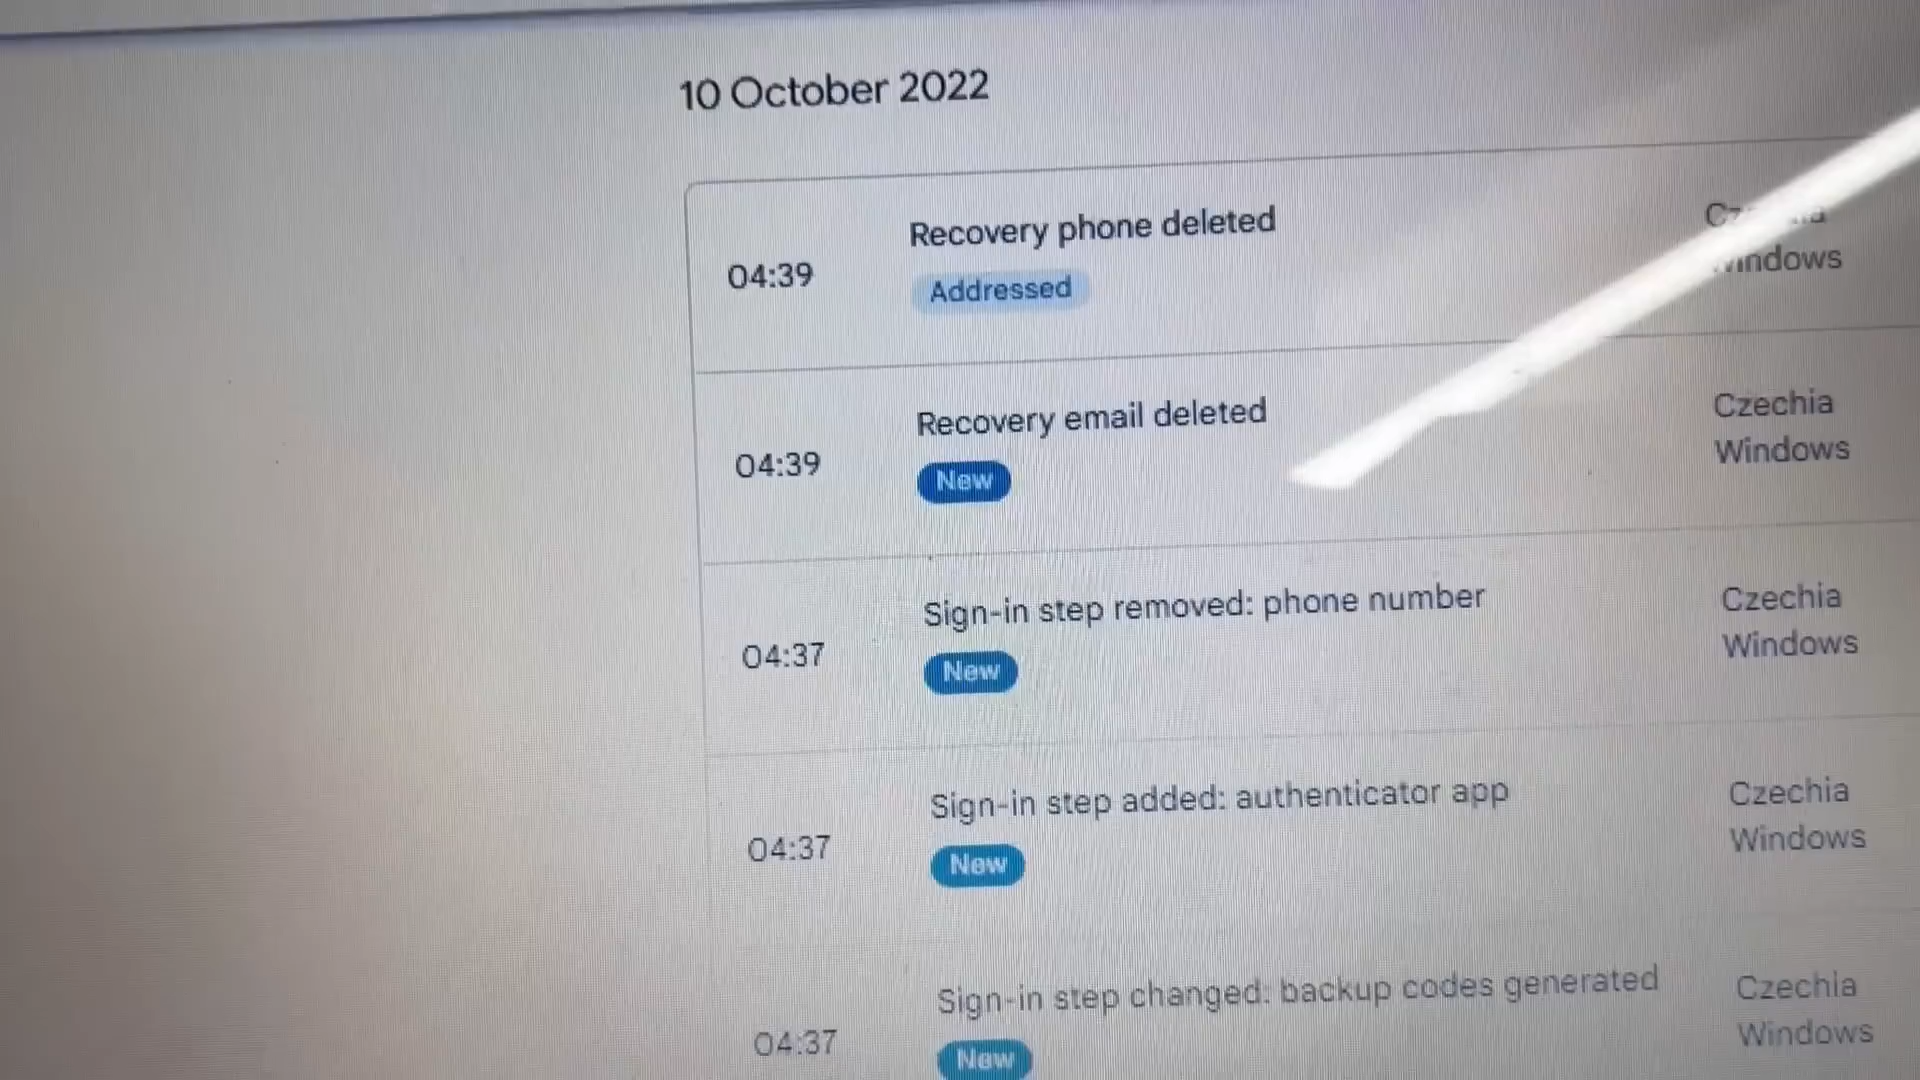 10 October 2022
04:39
Recovery phone deleted
Addressed
04:39
Recovery email deleted
New
Czechia
Windows
04:37
Sign-in step removed: phone number
New
Czechia
Windows
04:37
Sign-in step added: authenticator app
New
Czechia
Windows
04:37
Sign-in step changed: backup codes generated
New
Czechia
Windows